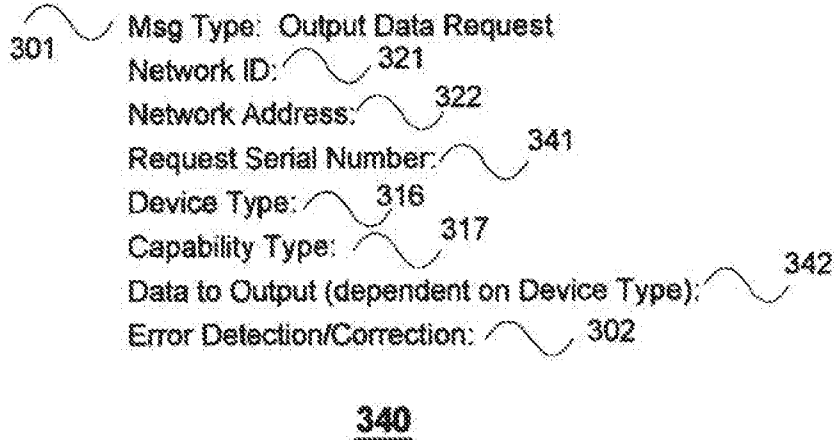 301 Msg Type: Output Data Request
Network ID: 321
Network Address: 322
Request Serial Number: 341
Device Type: 316
Capability Type: 317
Data to Output (dependent on Device Type): 342
Error Detection/Correction: 302
340